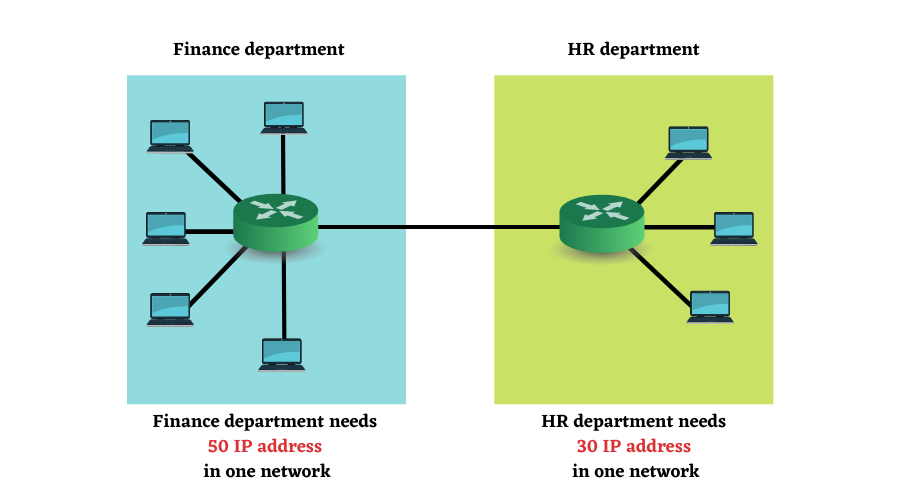 Finance department
HR department
Finance department needs
50 IP address
in one network
HR department needs
30 IP address
in one network